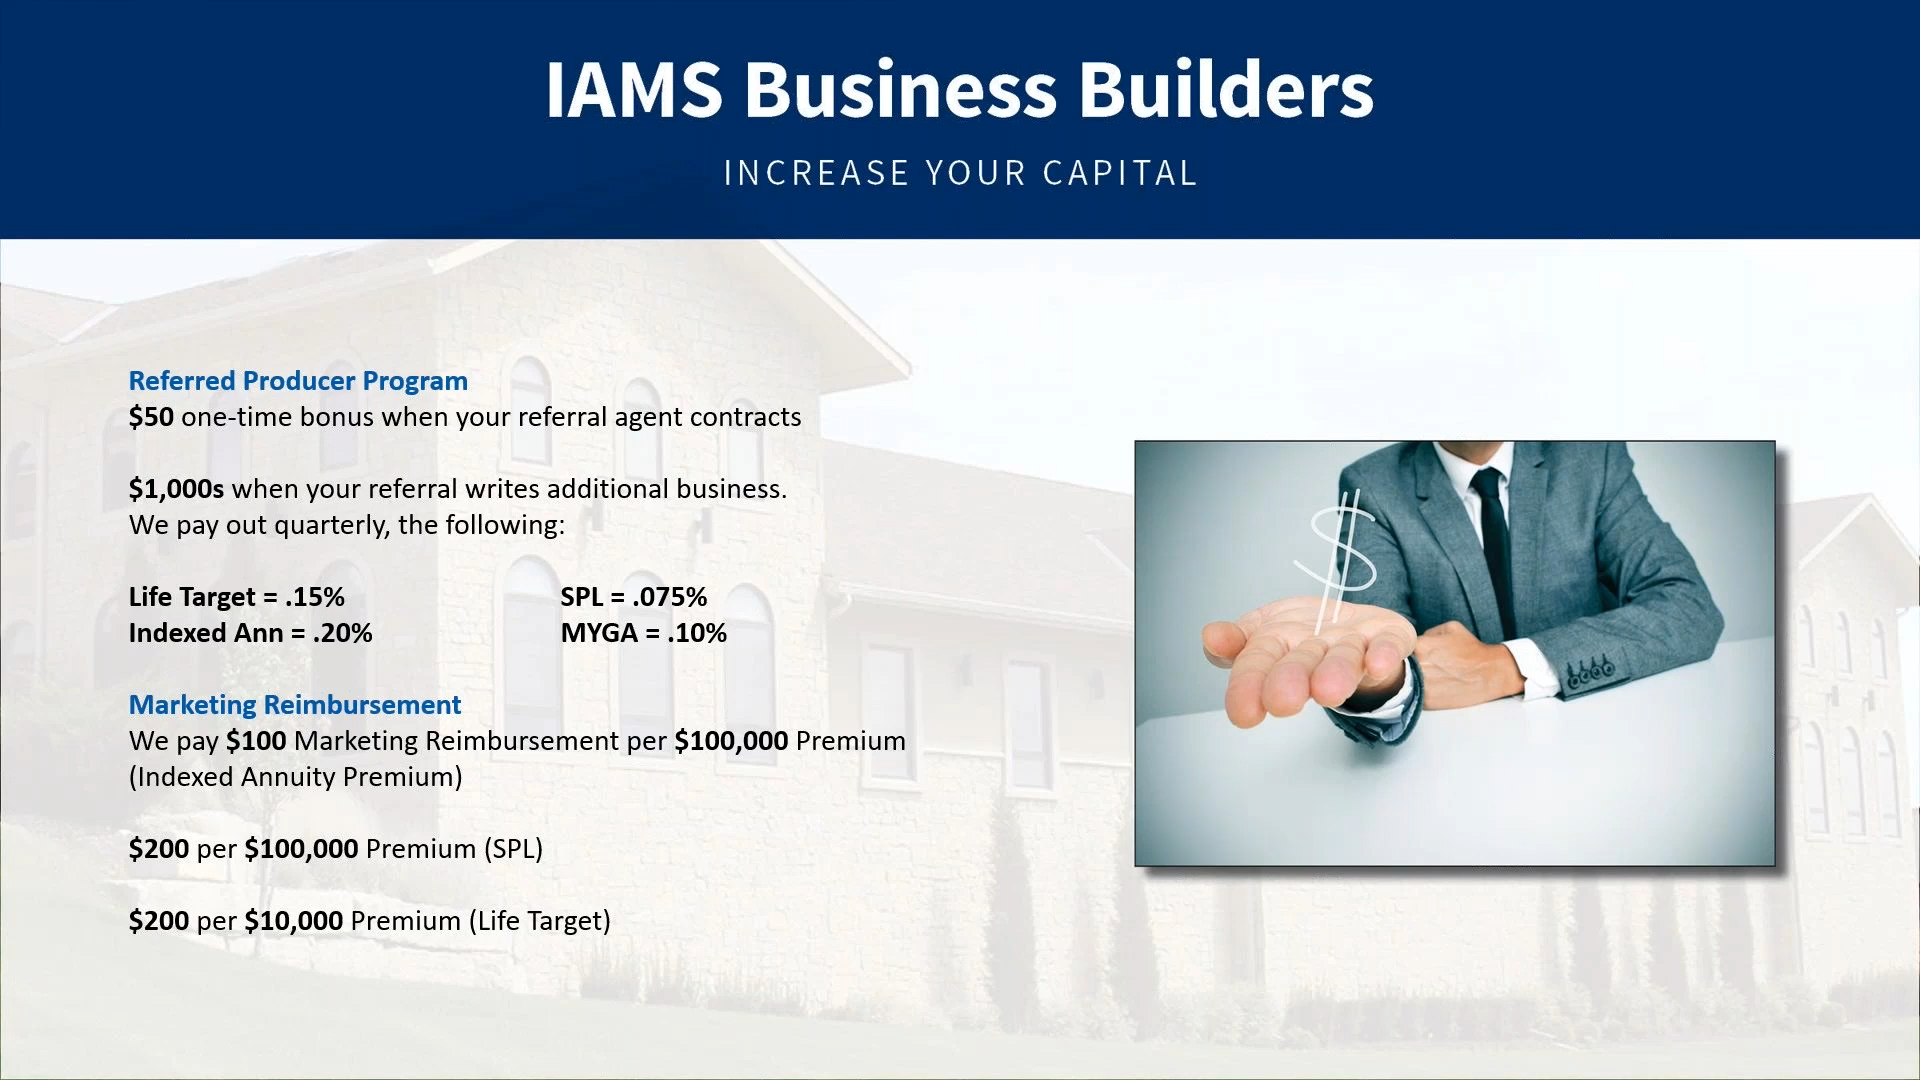 IAMS Business Builders
INCREASE YOUR CAPITAL
Referred Producer Program
$50 one-time bonus when your referral agent contracts
$1,000s when your referral writes additional business.
We pay out quarterly, the following:
Life Target = .15% SPL = .075%
Indexed Ann = .20% MYGA = .10%
Marketing Reimbursement
We pay $100 Marketing Reimbursement per $100,000 Premium
(Indexed Annuity Premium)
$200 per $100,000 Premium (SPL)
$200 per $10,000 Premium (Life Target)
$